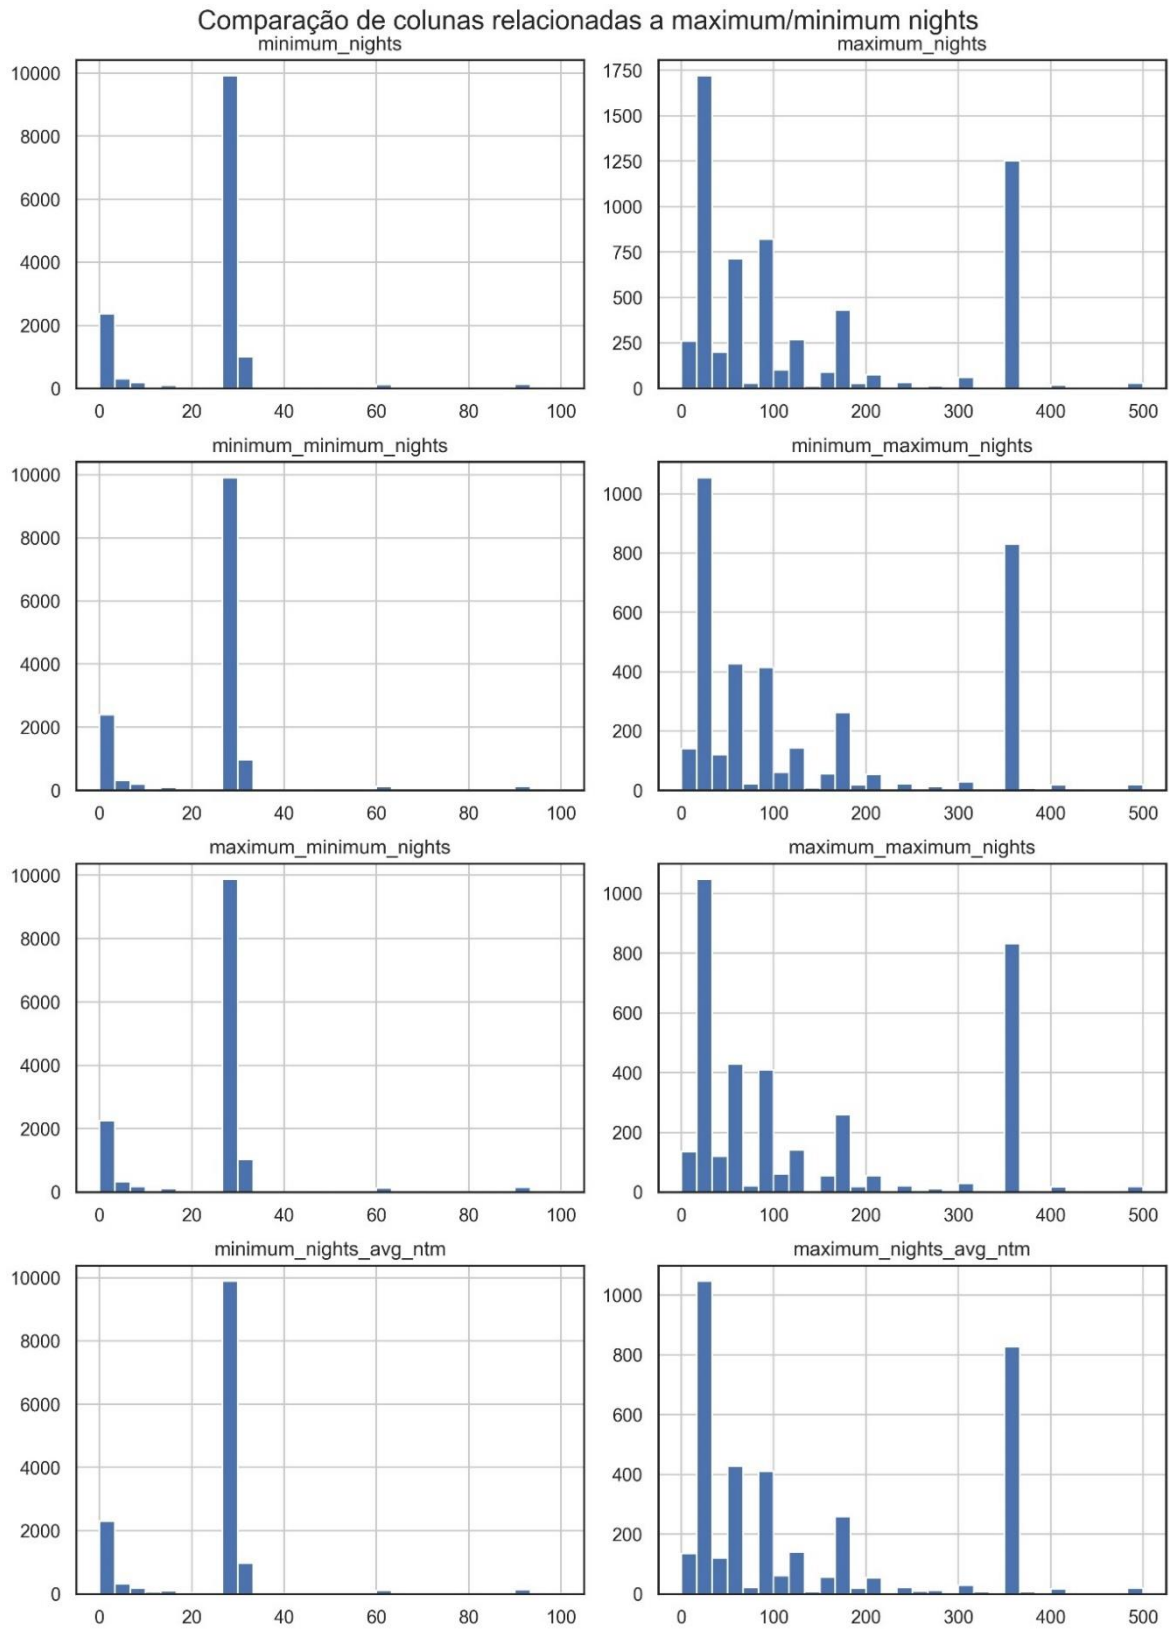 Comparação de colunas relacionadas a maximum/minimum nights
minimum_nights
10000
8000
6000
4000
2000
0
0 20 40 60 80 100
maximum_nights
1750
1500
1250
1000
750
500
250
0
0 100 200 300 400 500
minimum_minimum_nights
10000
8000
6000
4000
2000
0
0 20 40 60 80 100
minimum_maximum_nights
1000
800
600
400
200
0
0 100 200 300 400 500
maximum_minimum_nights
10000
8000
6000
4000
2000
0
0 20 40 60 80 100
maximum_maximum_nights
1000
800
600
400
200
0
0 100 200 300 400 500
minimum_nights_avg_ntm
10000
8000
6000
4000
2000
0
0 20 40 60 80 100
maximum_nights_avg_ntm
1000
800
600
400
200
0
0 100 200 300 400 500